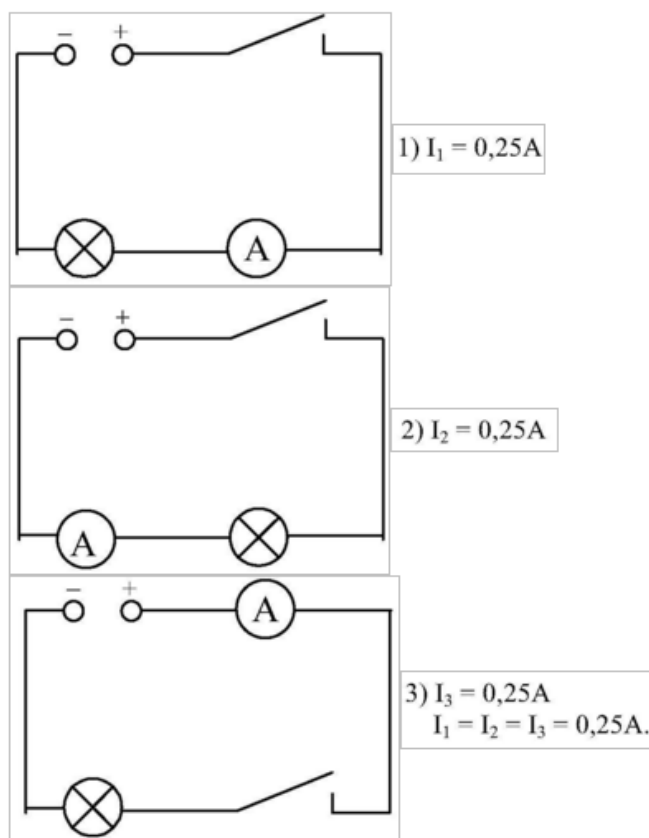 − +
A
1) I₁ = 0,25A
− +
A
2) I₂ = 0,25A
− +
A
3) I₃ = 0,25A
I₁ = I₂ = I₃ = 0,25A.